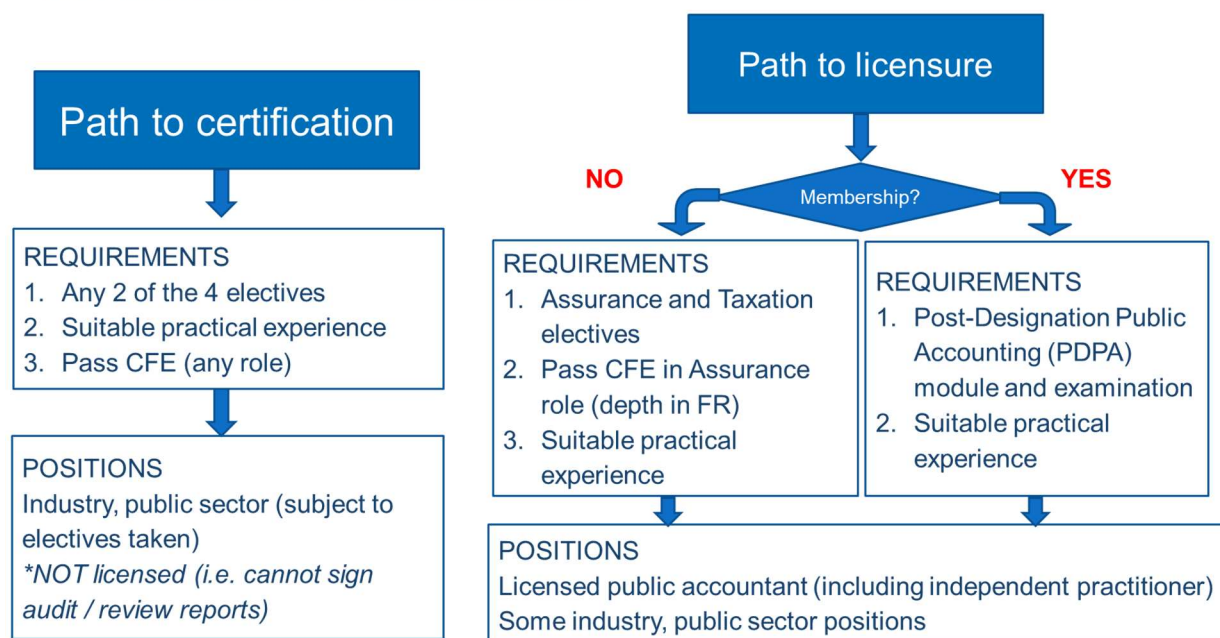 Path to certification
REQUIREMENTS
1. Any 2 of the 4 electives
2. Suitable practical experience
3. Pass CFE (any role)
POSITIONS
Industry, public sector (subject to
electives taken)
*NOT licensed (i.e. cannot sign
audit / review reports)
Path to licensure
NO
Membership?
YES
REQUIREMENTS
1. Assurance and Taxation
electives
2. Pass CFE in Assurance
role (depth in FR)
3. Suitable practical
experience
REQUIREMENTS
1. Post-Designation Public
Accounting (PDPA)
module and examination
2. Suitable practical
experience
POSITIONS
Licensed public accountant (including independent practitioner)
Some industry, public sector positions